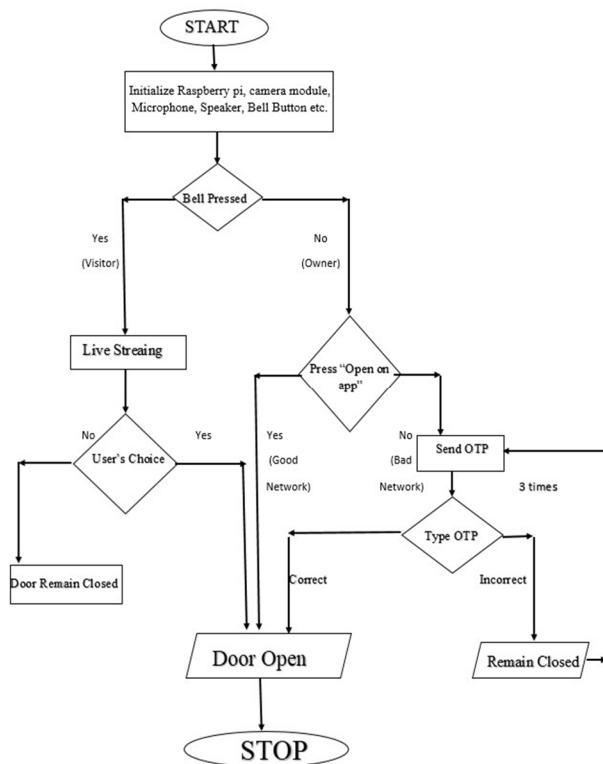 START
Initialize Raspberry pi, camera module,
Microphone, Speaker, Bell Button etc.
Bell Pressed
Yes
(Visitor)
No
(Owner)
Live Streaing
Press “Open on
app”
No
User's Choice
Yes
Yes
(Good
Network)
No
(Bad
Network)
Send OTP
3 times
Type OTP
Door Remain Closed
Correct
Incorrect
Door Open
Remain Closed
STOP